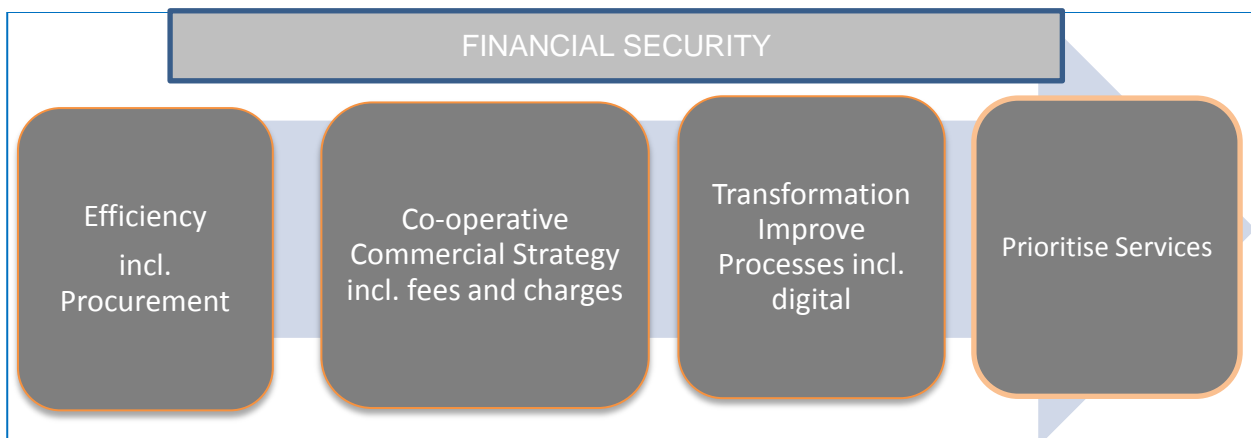 FINANCIAL SECURITY
Efficiency
incl.
Procurement
Co-operative
Commercial Strategy
incl. fees and charges
Transformation
Improve
Processes incl.
digital
Prioritise Services